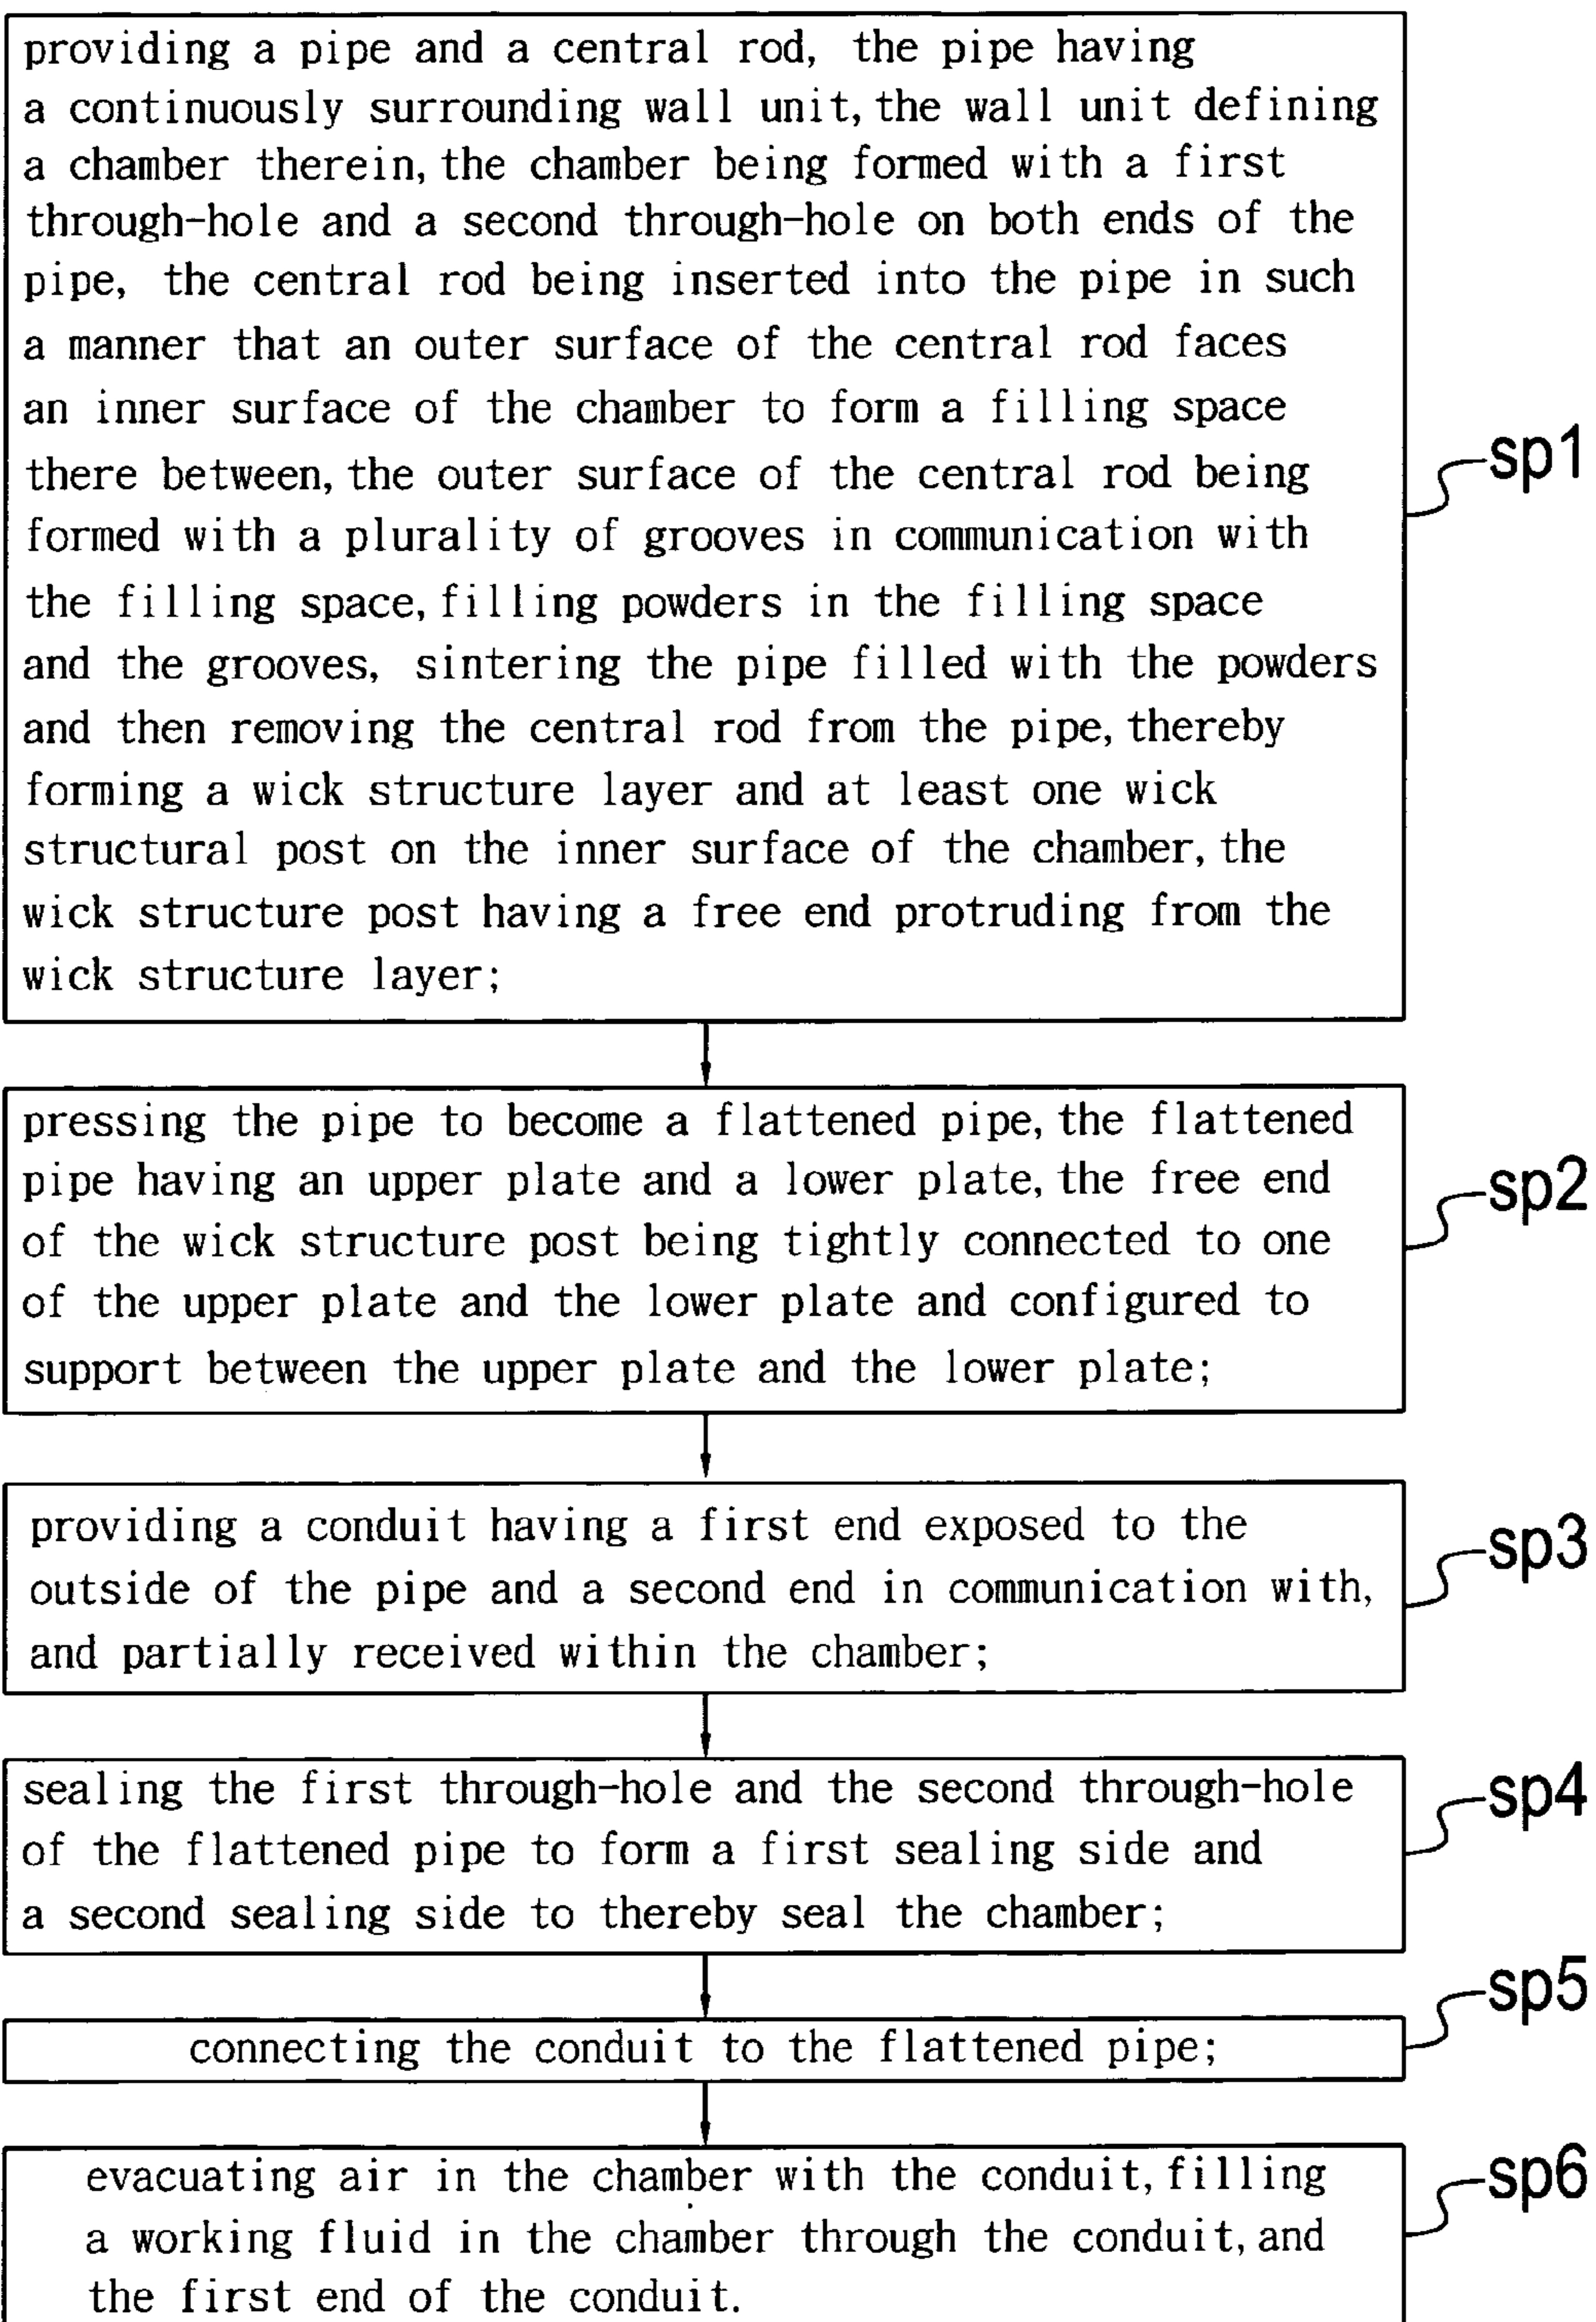 providing a pipe and a central rod, the pipe having
a continuously surrounding wall unit, the wall unit defining
a chamber therein, the chamber being formed with a first
through-hole and a second through-hole on both ends of the
pipe, the central rod being inserted into the pipe in such
a manner that an outer surface of the central rod faces
an inner surface of the chamber to form a filling space
there between, the outer surface of the central rod being
formed with a plurality of grooves in communication with
the filling space, filling powders in the filling space
and the grooves, sintering the pipe filled with the powders
and then removing the central rod from the pipe, thereby
forming a wick structure layer and at least one wick
structural post on the inner surface of the chamber, the
wick structure post having a free end protruding from the
wick structure layer;
sp1
pressing the pipe to become a flattened pipe, the flattened
pipe having an upper plate and a lower plate, the free end
of the wick structure post being tightly connected to one
of the upper plate and the lower plate and configured to
support between the upper plate and the lower plate;
sp2
providing a conduit having a first end exposed to the
outside of the pipe and a second end in communication with,
and partially received within the chamber;
sp3
sealing the first through-hole and the second through-hole
of the flattened pipe to form a first sealing side and
a second sealing side to thereby seal the chamber;
sp4
connecting the conduit to the flattened pipe;
sp5
evacuating air in the chamber with the conduit, filling
a working fluid in the chamber through the conduit, and
the first end of the conduit.
sp6